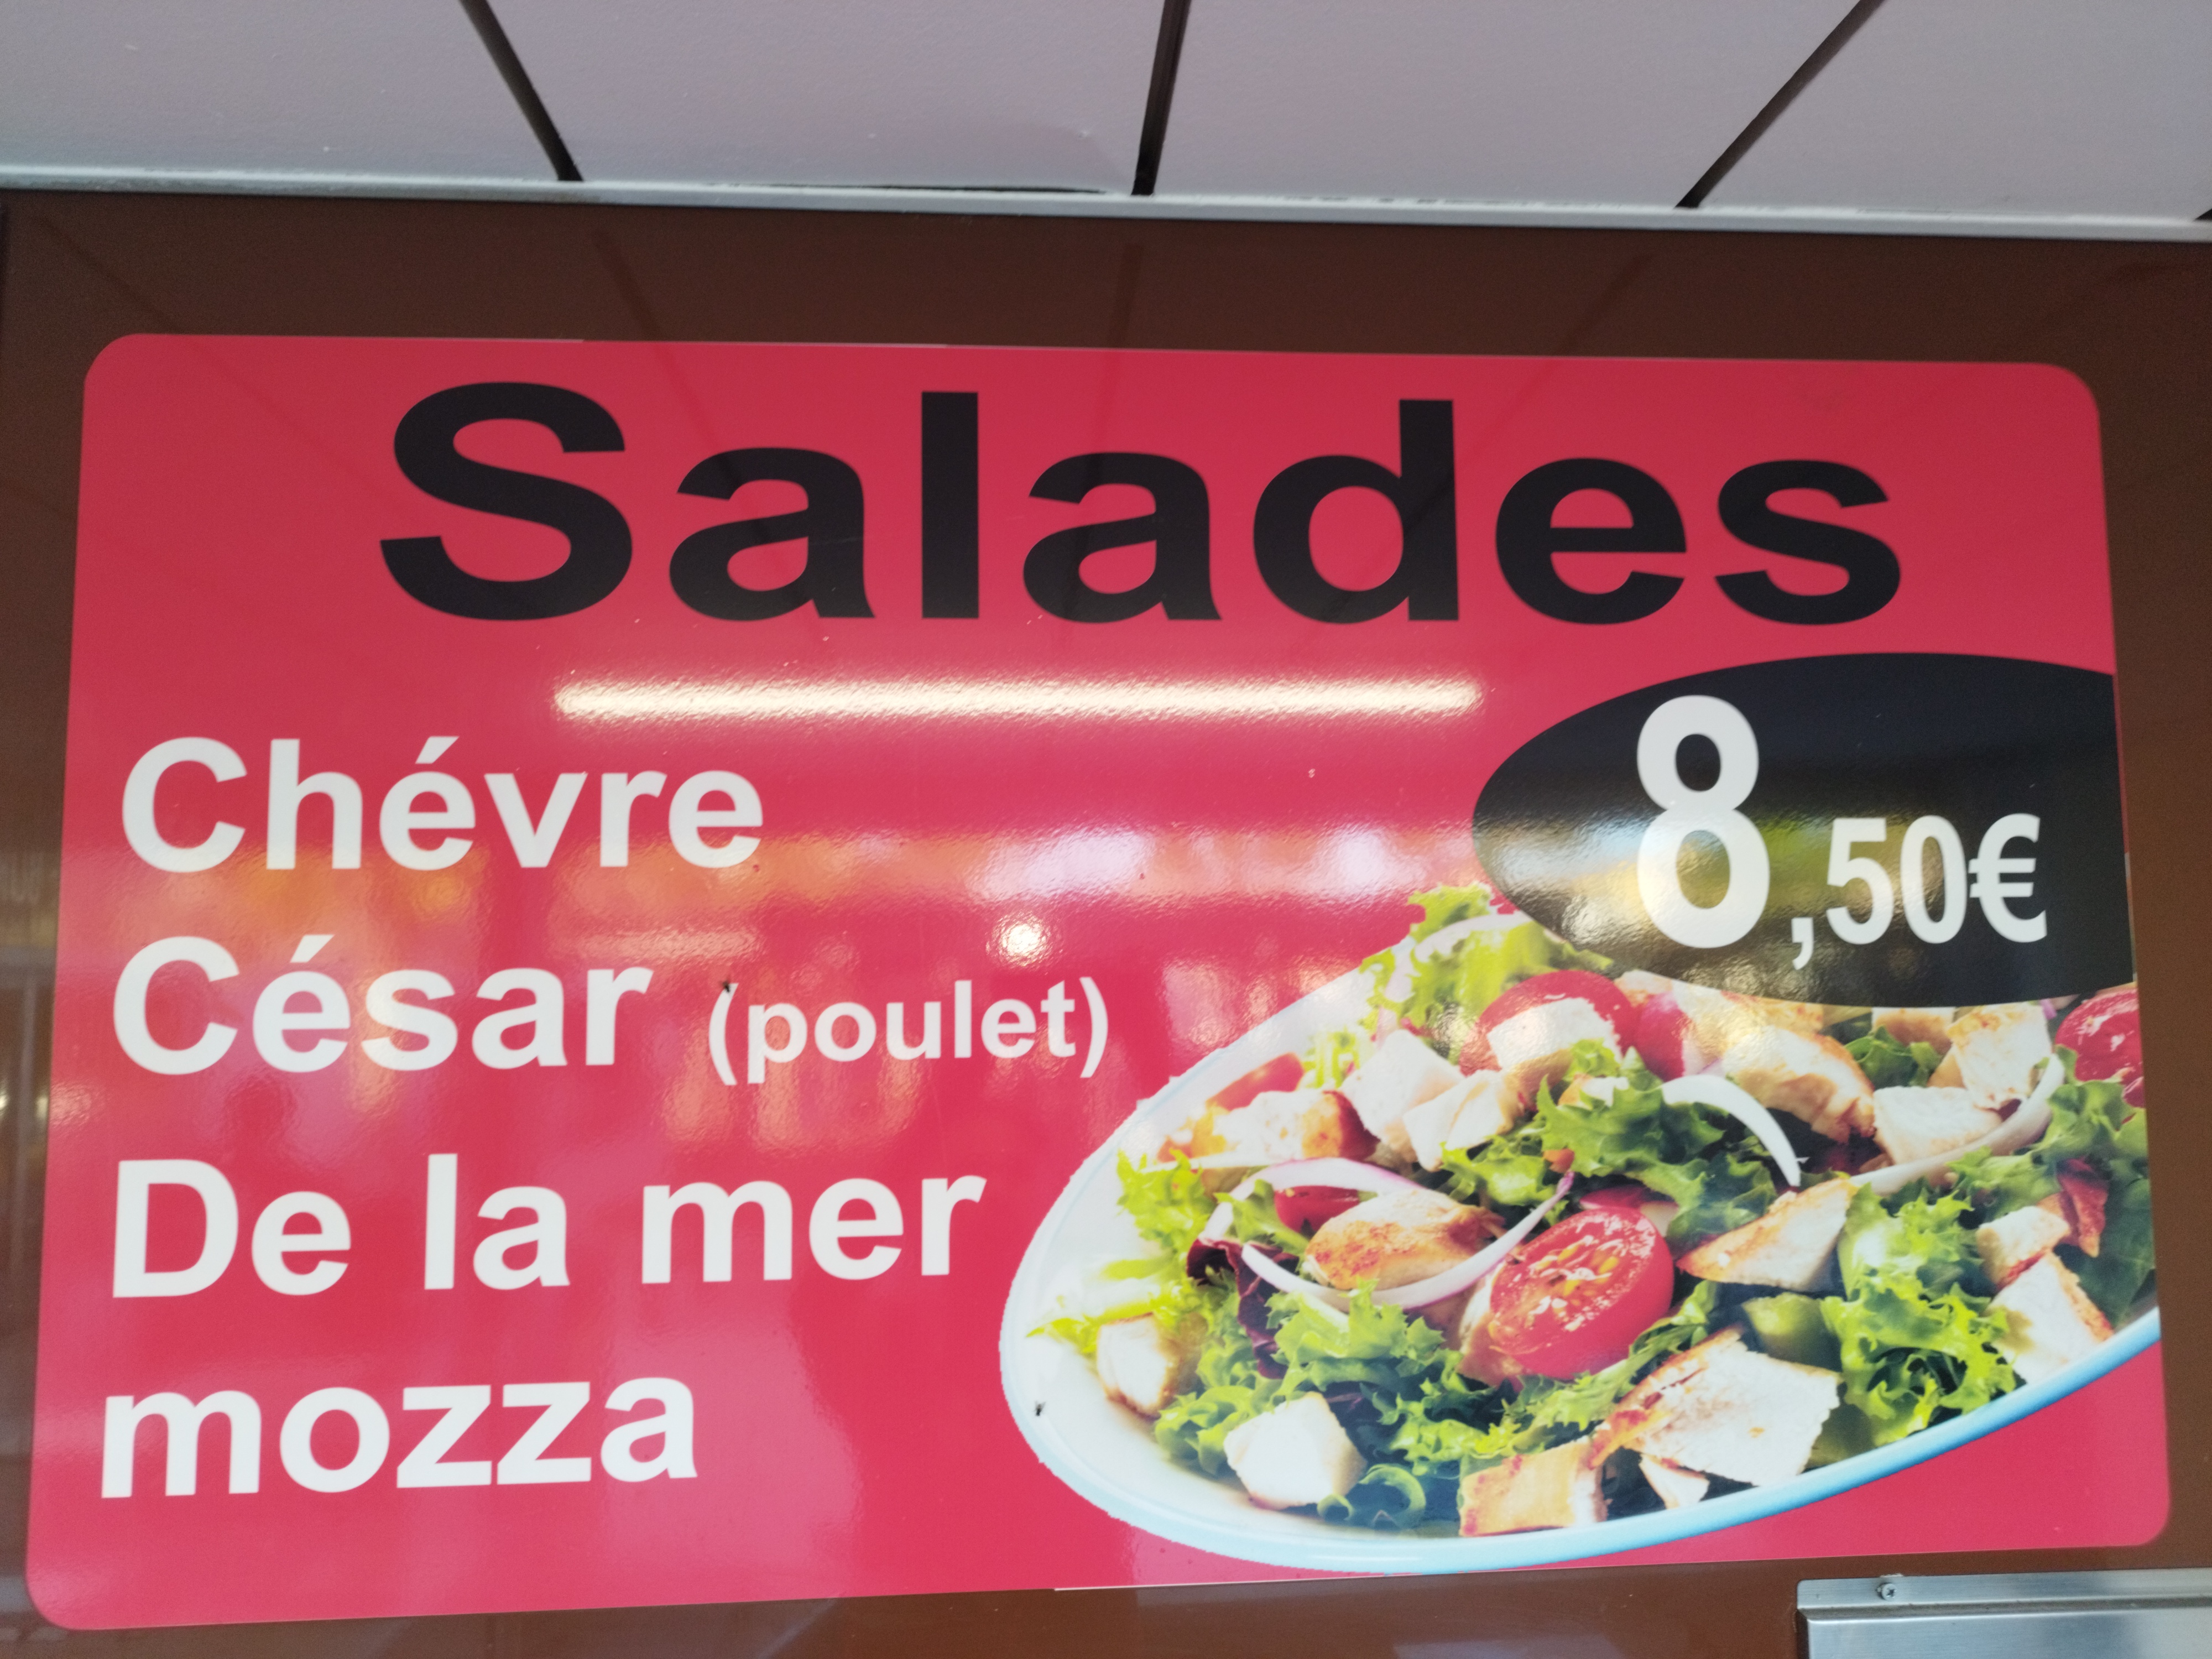 Salades
8,50€
Chévre
César (poulet)
De la mer
mozza